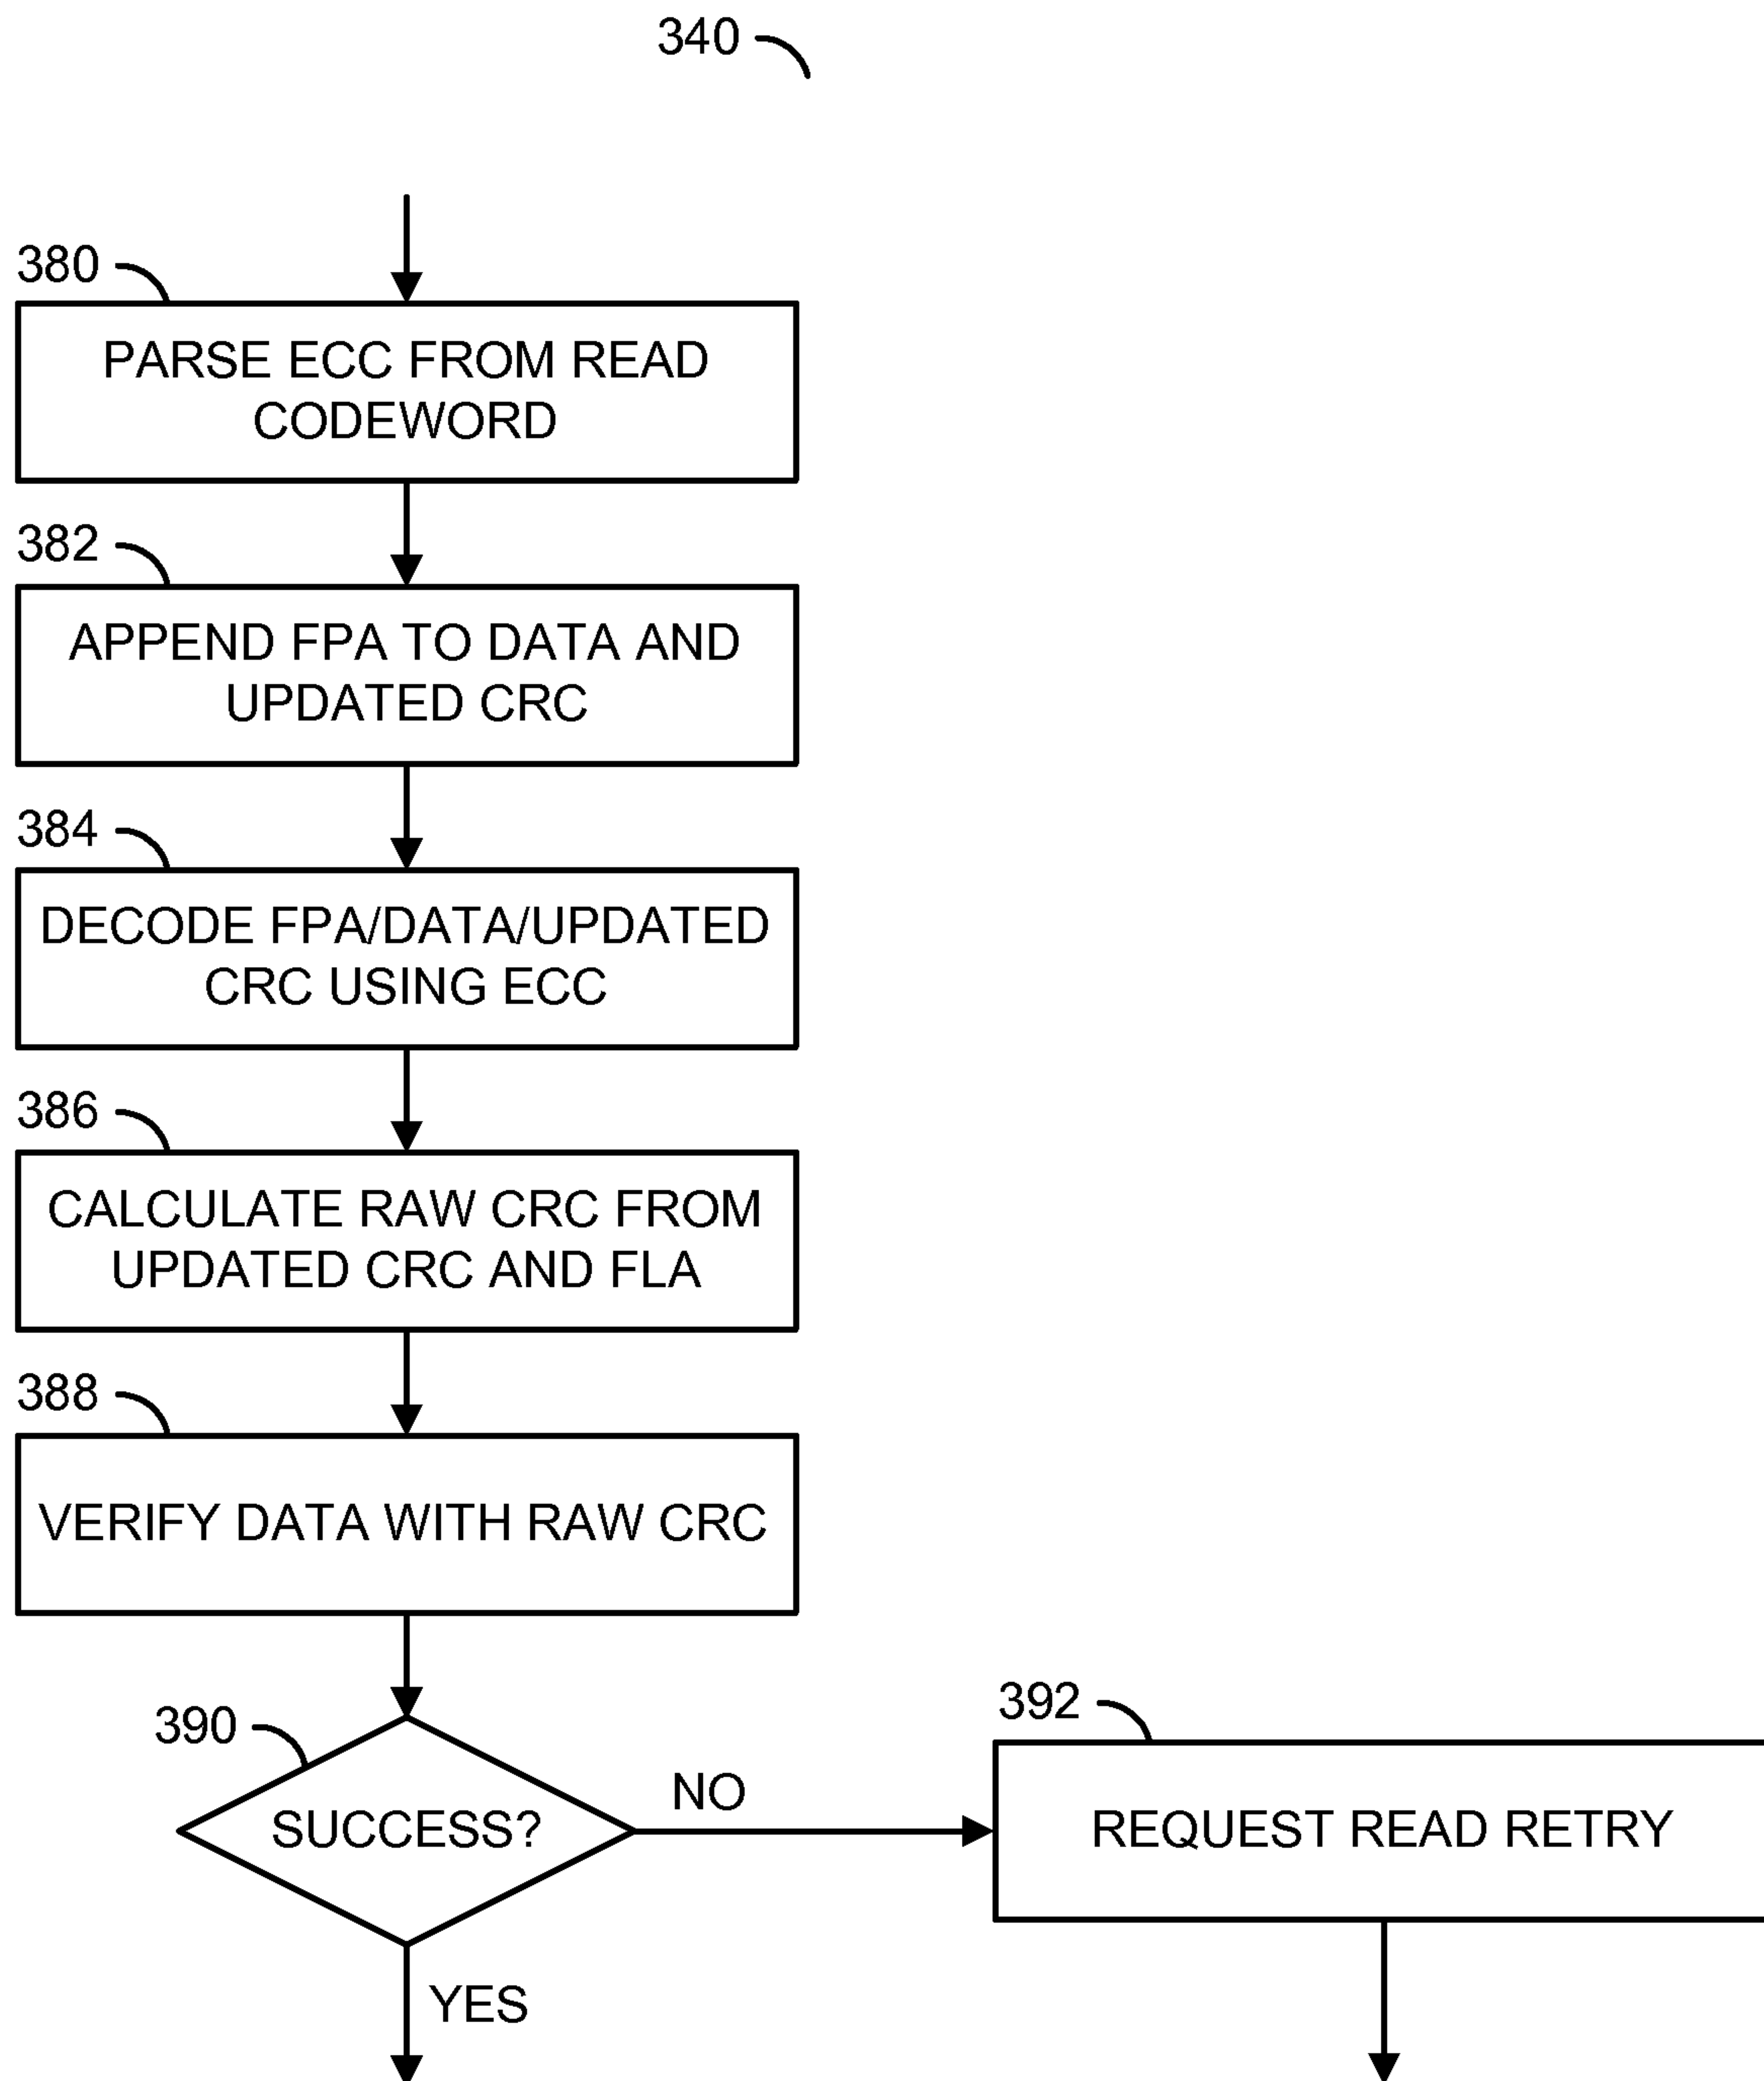 340
380
PARSE ECC FROM READ
CODEWORD
382
APPEND FPA TO DATA AND
UPDATED CRC
384
DECODE FPA/DATA/UPDATED
CRC USING ECC
386
CALCULATE RAW CRC FROM
UPDATED CRC AND FLA
388
VERIFY DATA WITH RAW CRC
390
SUCCESS?
NO
392
REQUEST READ RETRY
YES